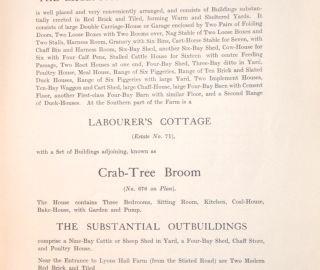 is well placed and very conveniently arranged, and consists of Buildings substan-
tially erected in Red Brick and Tiled, forming Warm and Sheltered Yards. It
consists of large Double Carriage-House or Garage enclosed by Two Pairs of Folding
Doors, Two Loose Boxes with Two Rooms over, Nag Stable of Two Loose Boxes and
Two Stalls, Harness Room, Granary with Six Bins, Cart-Horse Stable for Seven, with
Chaff Bin and Harness Room, Six-Bay Shed, another Six-Bay Shed, Cow-House for
Six with Four Calf Pens, Stalled Cattle House for Sixteen with centre Feeding
Passage, Two Root Houses at one end, Four-Bay Shed, Three-Bay ditto in Yard,
Poultry House, Meal House, Range of Six Piggeries, Range of Ten Brick and Slated
Duck Houses, Range of Six Piggeries with large Yard, Two Implement Houses,
Ten-Bay Waggon and Cart Shed, large Chaff-House, large Four-Bay Barn with Cement
Floor, another First-class Four-Bay Barn with similar Floor, and a Second Range
of Duck-Houses. At the Southern part of the Farm is a
LABOURER'S COTTAGE
(Estate No. 71),
with a Set of Buildings adjoining, known as
Crab-Tree Broom
(No. 676 on Plan).
The House contains Three Bedrooms, Sitting Room, Kitchen, Coal-House,
Bake-House, with Garden and Pump.
THE SUBSTANTIAL OUTBUILDINGS
comprise a Nine-Bay Cattle or Sheep Shed in Yard, a Four-Bay Shed, Chaff Store,
and Poultry House.
Near the Entrance to Lyons Hall Farm (from the Stisted Road) are Two Modern
Red Brick and Tiled